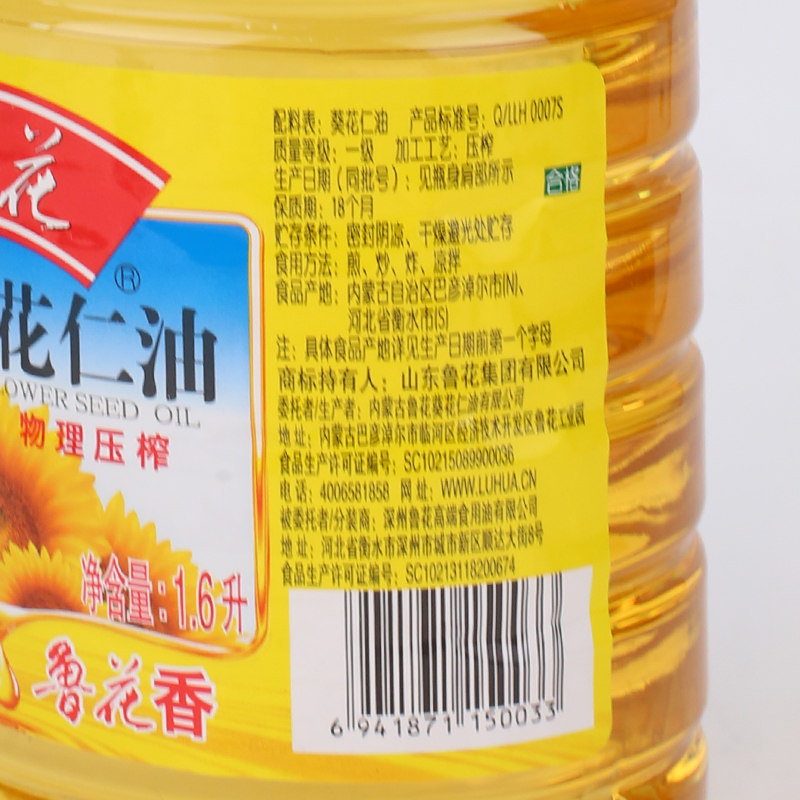 花
®
花仁油
OWER SEED OIL
物理压榨
净含量:1.6升
鲁花香
配料表：葵花仁油 产品标准号：Q/LLH 0007S
质量等级：一级 加工工艺：压榨
生产日期（同批号）：见瓶身肩部所示
合格
保质期：18个月
贮存条件：密封阴凉、干燥避光处贮存
食用方法：煎、炒、炸、凉拌
食品产地：内蒙古自治区巴彦淖尔市(N)、
河北省衡水市(S)
注：具体食品产地详见生产日期前第一个字母
商标持有人：山东鲁花集团有限公司
委托者/生产者：内蒙古鲁花葵花仁油有限公司
地址：内蒙古巴彦淖尔市临河区经济技术开发区鲁花工业园
食品生产许可证编号：SC10215089900036
电话：4006581858 网址：WWW.LUHUA.CN
被委托者/分装商：深州鲁花高端食用油有限公司
地址：河北省衡水市深州市城市新区顺达大街8号
食品生产许可证编号：SC10213118200674
6 941871 150033